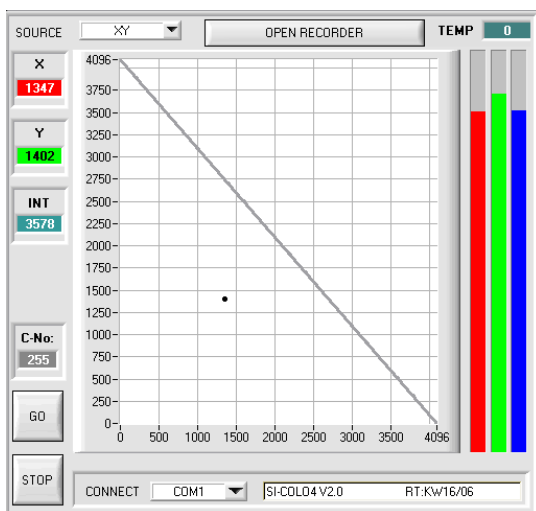 SOURCE XY OPEN RECORDER TEMP 0
X
1347
Y
1402
INT
3578
C-No:
255
GO
STOP
4096
3750
3500
3250
3000
2750
2500
2250
2000
1750
1500
1250
1000
750
500
250
0
0 500 1000 1500 2000 2500 3000 3500 4096
CONNECT COM1 SI-COLO4 V2.0 RT:KW16/06